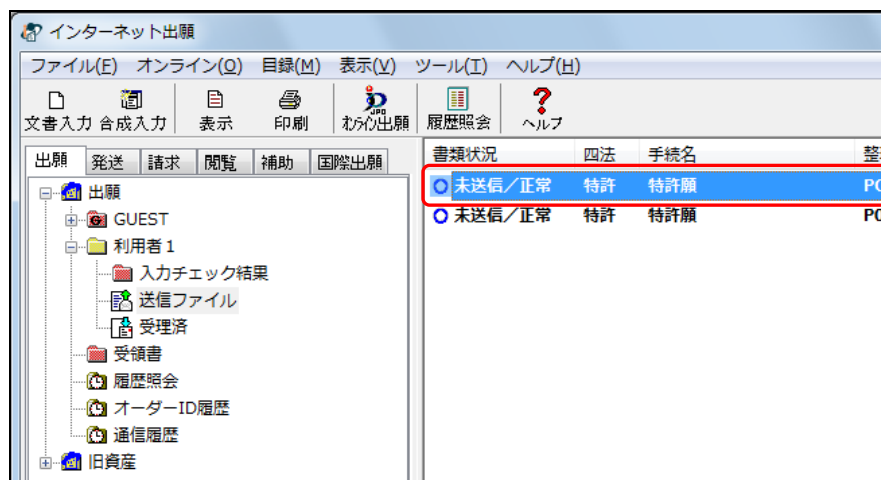 インターネット出願
ファイル(F) オンライン(O) 目録(M) 表示(V) ツール(T) ヘルプ(H)
文書入力 合成入力 表示 印刷 オンライン出願 履歴照会 ヘルプ
出願 発送 請求 閲覧 補助 国際出願
書類状況 四法 手続名 整
未送信/正常 特許 特許願 PC
未送信/正常 特許 特許願 PC
出願
GUEST
利用者1
入力チェック結果
送信ファイル
受理済
受領書
履歴照会
オーダーID履歴
通信履歴
旧資産